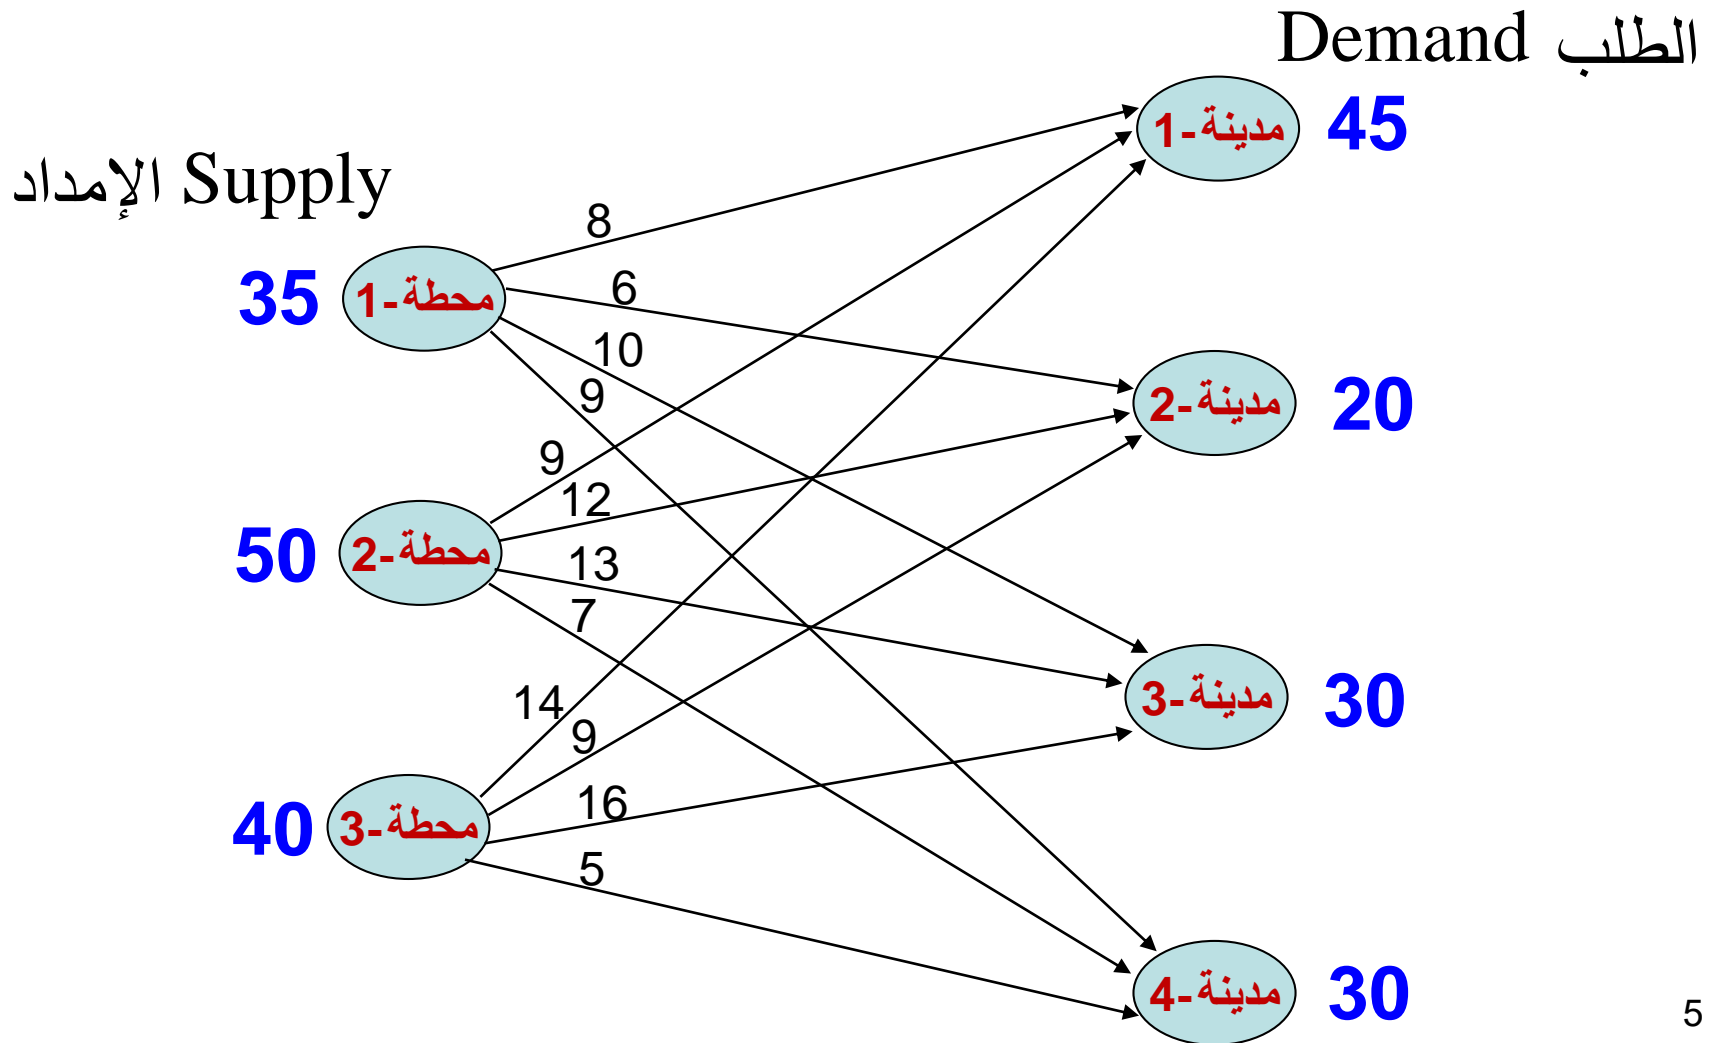 الطلب Demand
مدينة-1 45
الإمداد Supply
8
35 محطة-1
6
10
9
مدينة-2 20
9
12
50 محطة-2
13
7
14
مدينة-3 30
9
16
40 محطة-3
5
مدينة-4 30
5